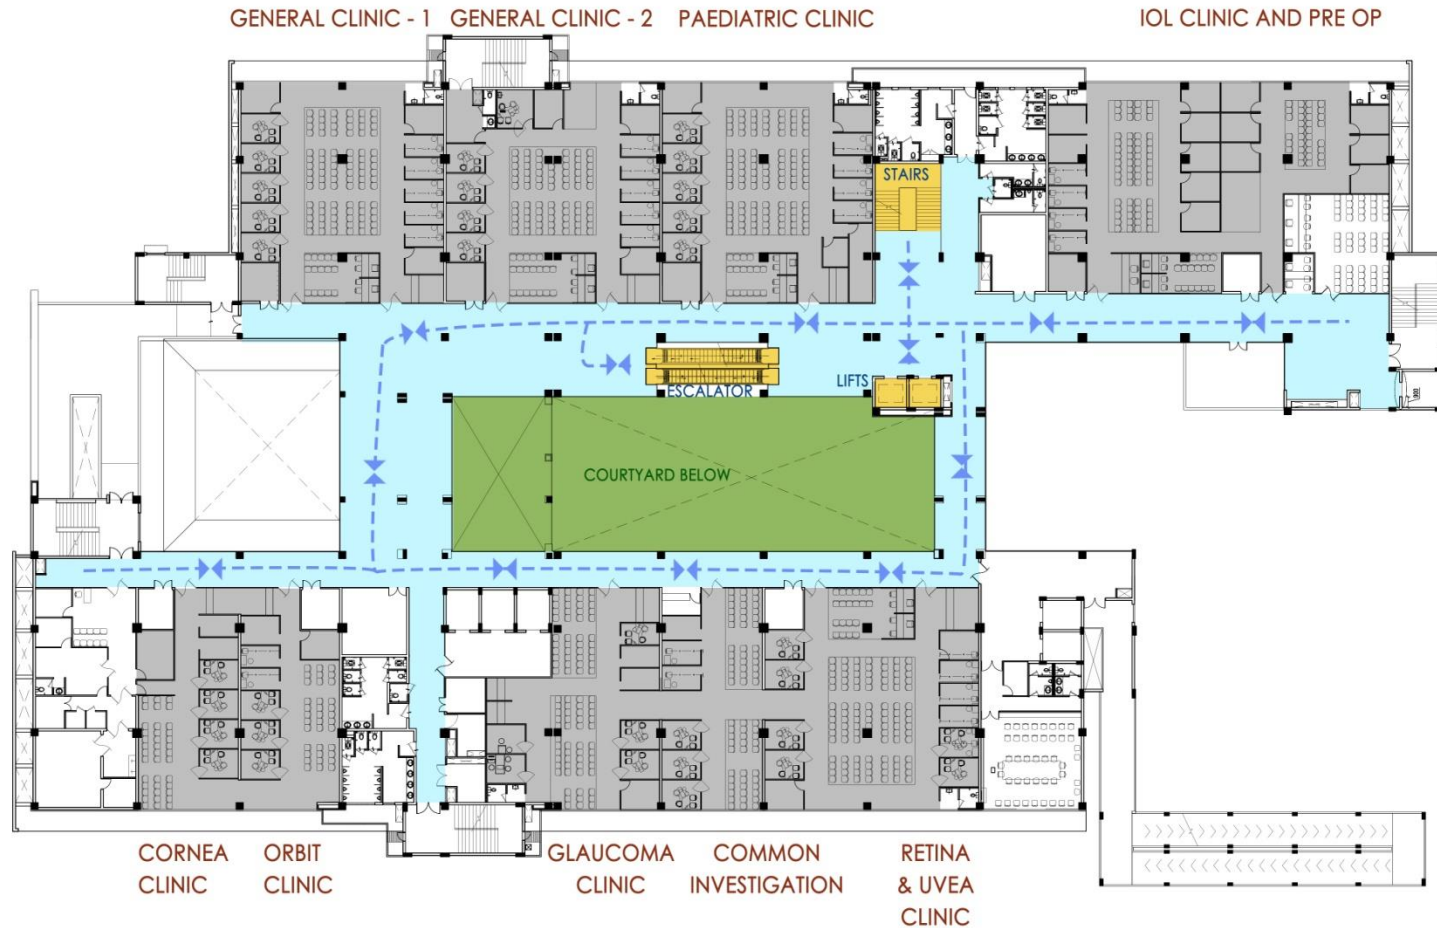 GENERAL CLINIC - 1
GENERAL CLINIC - 2
PAEDIATRIC CLINIC
IOL CLINIC AND PRE OP
STAIRS
LIFTS
ESCALATOR
COURTYARD BELOW
CORNEA
CLINIC
ORBIT
CLINIC
GLAUCOMA
CLINIC
COMMON
INVESTIGATION
RETINA
& UVEA
CLINIC